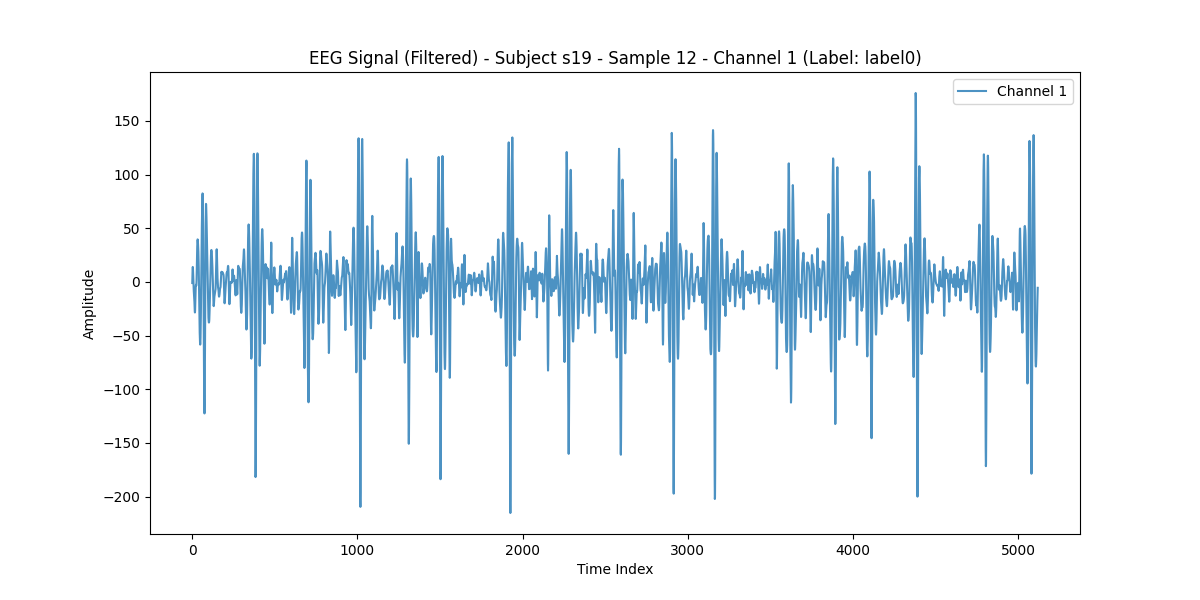 EEG Signal (Filtered) - Subject s19 - Sample 12 - Channel 1 (Label: label0)
Channel 1
150
100
50
0
−50
−100
−150
−200
Amplitude
0 1000 2000 3000 4000 5000
Time Index